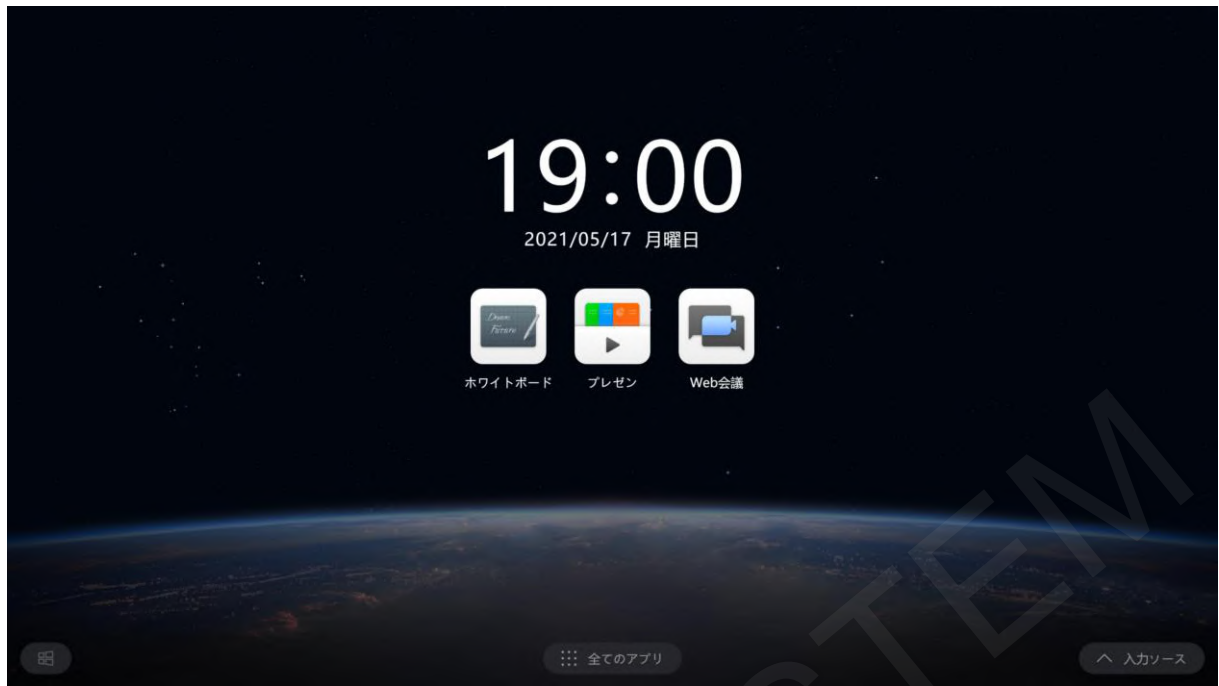 19:00
2021/05/17 月曜日
ホワイトボード プレゼン Web会議
全てのアプリ
入力ソース
STEM